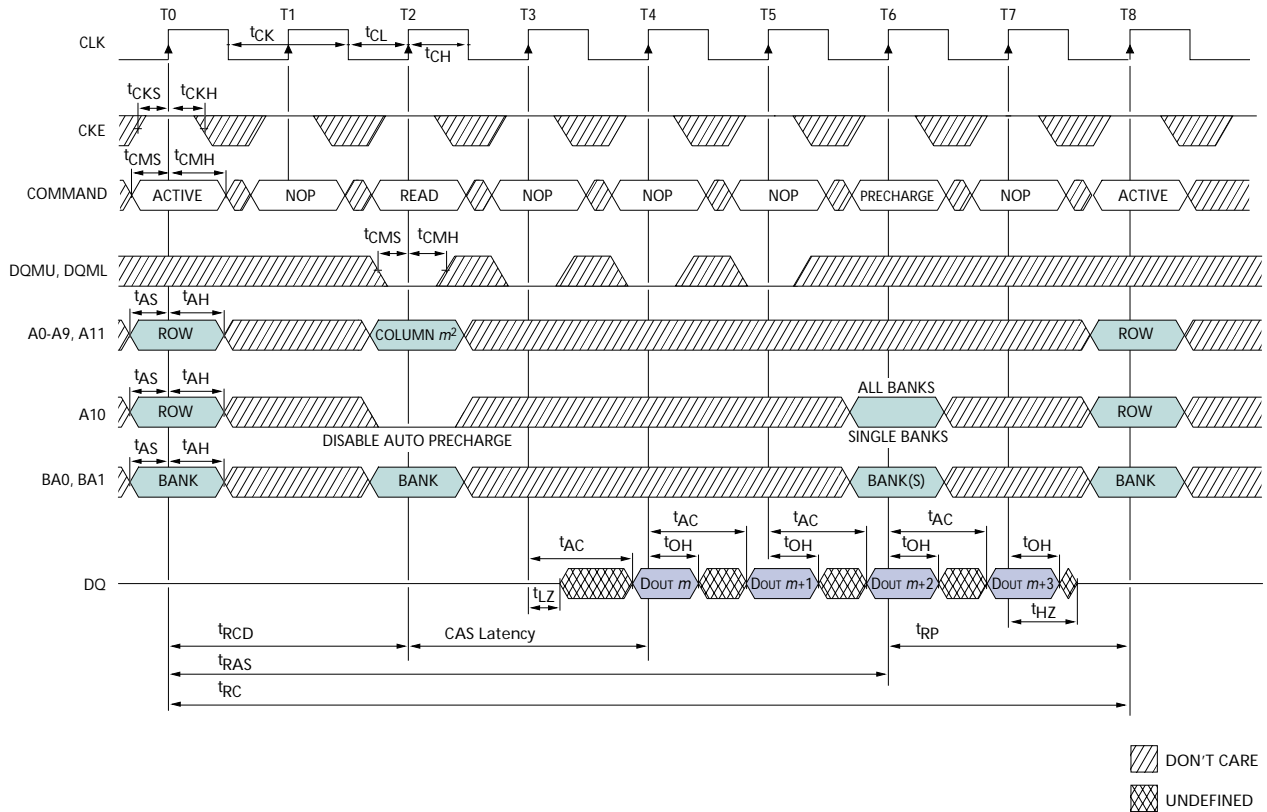 T0 T1 T2 T3 T4 T5 T6 T7 T8
CLK tCK tCL tCH
tCKS tCKH
CKE
tCMS tCMH
COMMAND ACTIVE NOP READ NOP NOP NOP PRECHARGE NOP ACTIVE
tCMS tCMH
DQMU, DQML
tAS tAH
A0-A9, A11 ROW COLUMN m² ROW
tAS tAH ALL BANKS
A10 ROW ROW
DISABLE AUTO PRECHARGE SINGLE BANKS
tAS tAH
BA0, BA1 BANK BANK BANK(S) BANK
tAC tAC tAC tAC
tOH tOH tOH tOH
DQ DOUT m DOUT m+1 DOUT m+2 DOUT m+3
tLZ tHZ
tRCD CAS Latency tRP
tRAS
tRC
DON'T CARE
UNDEFINED